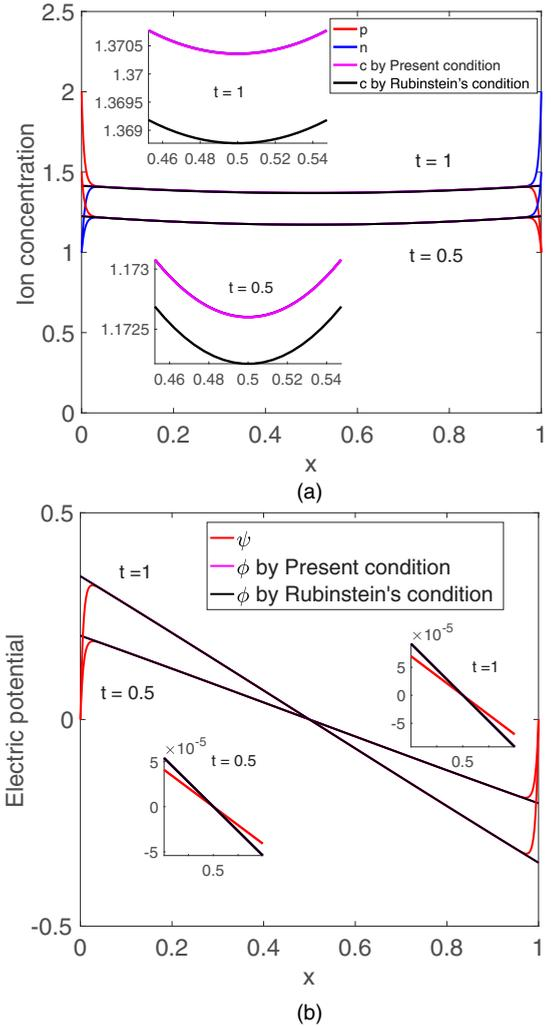 2.5
2
1.5
1
0.5
0
Ion concentration
0 0.2 0.4 0.6 0.8 1
x
p
n
c by Present condition
c by Rubinstein's condition
1.3705
1.37
1.3695
1.369
t = 1
0.46 0.48 0.5 0.52 0.54
t = 1
t = 0.5
1.173
1.1725
t = 0.5
0.46 0.48 0.5 0.52 0.54
(a)
0.5
0
-0.5
Electric potential
0 0.2 0.4 0.6 0.8 1
x
ψ
ϕ by Present condition
ϕ by Rubinstein's condition
t =1
t = 0.5
×10⁻⁵
5
0
-5
t =1
0.5
×10⁻⁵
5
0
-5
t = 0.5
0.5
(b)